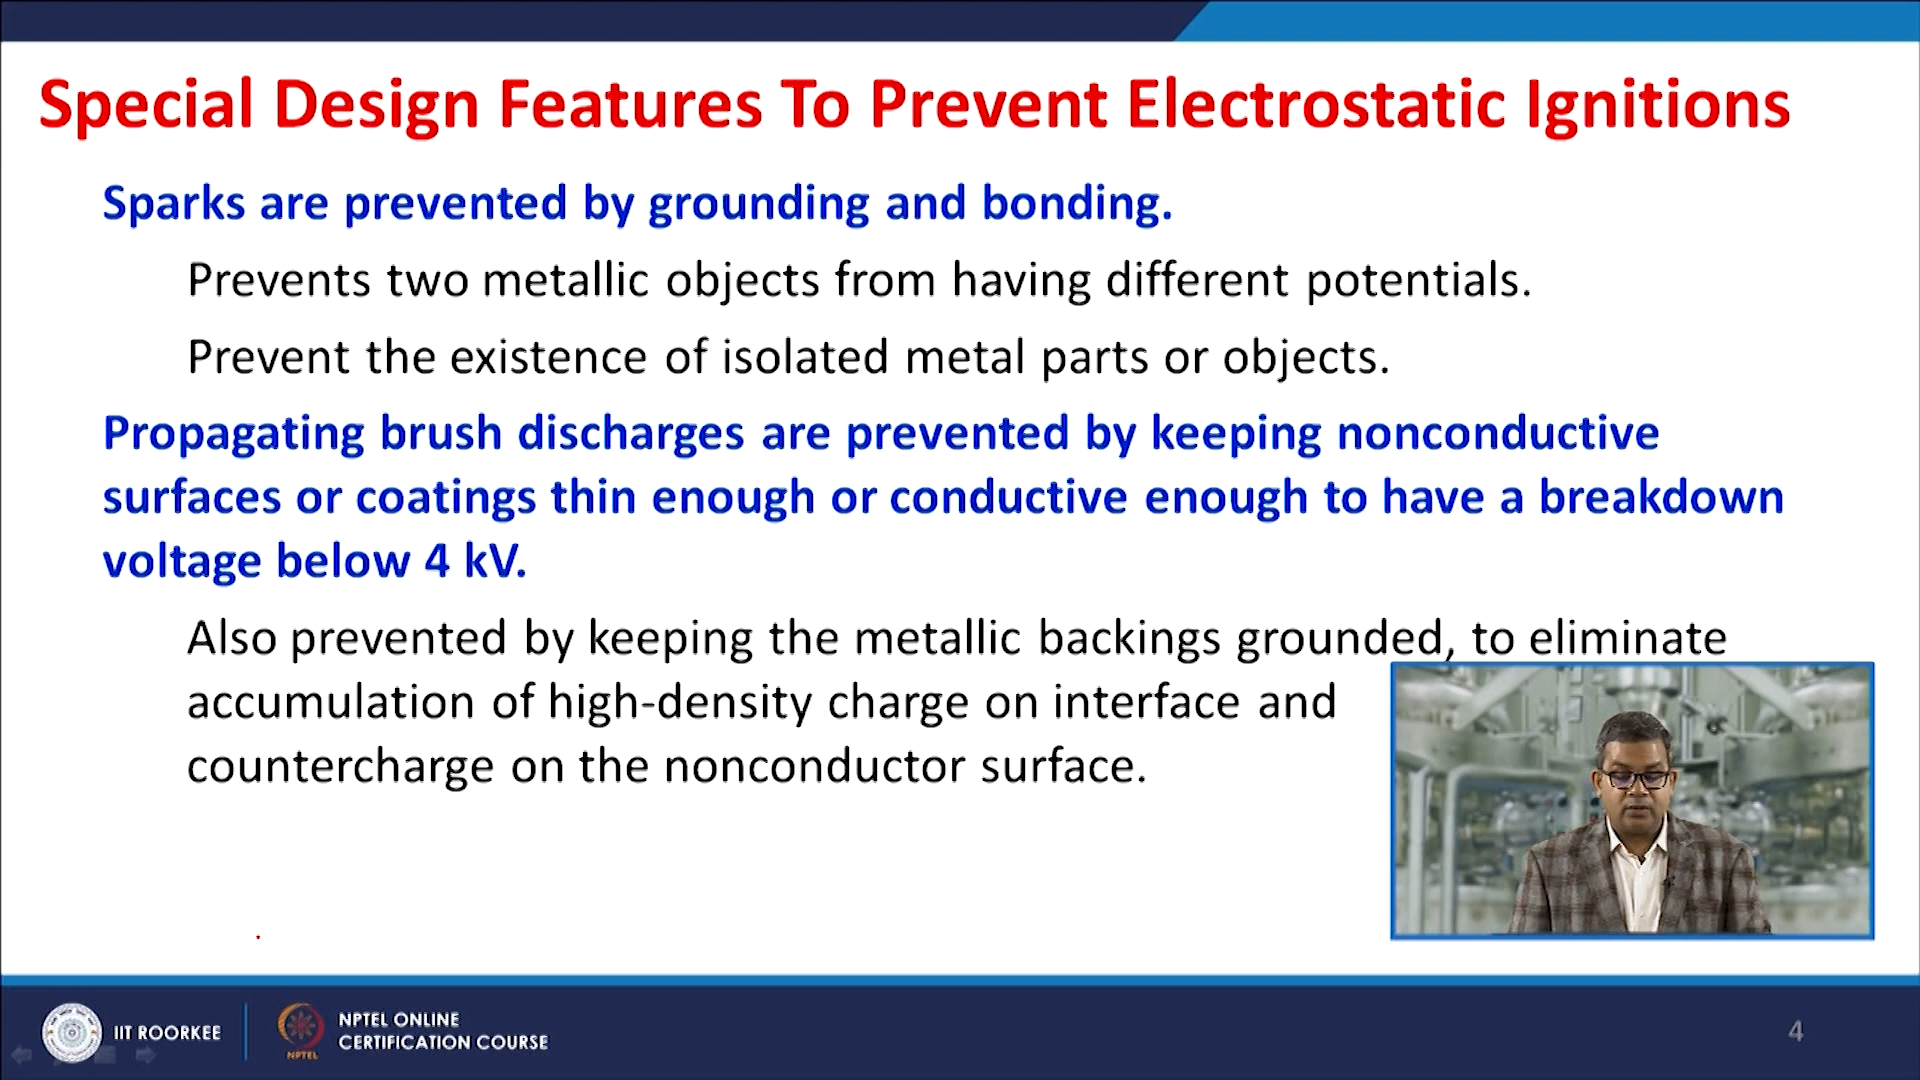 Special Design Features To Prevent Electrostatic Ignitions
Sparks are prevented by grounding and bonding.
Prevents two metallic objects from having different potentials.
Prevent the existence of isolated metal parts or objects.
Propagating brush discharges are prevented by keeping nonconductive
surfaces or coatings thin enough or conductive enough to have a breakdown
voltage below 4 kV.
Also prevented by keeping the metallic backings grounded, to eliminate
accumulation of high-density charge on interface and
countercharge on the nonconductor surface.
IIT ROORKEE
NPTEL
NPTEL ONLINE
CERTIFICATION COURSE
4